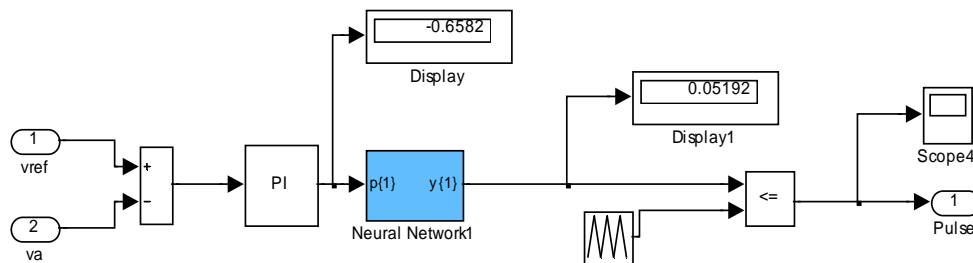 -0.6582
Display
0.05192
Display1
1
vref
+
−
PI
p{1}
y{1}
Neural Network1
<=
Scope4
1
Pulse
2
va